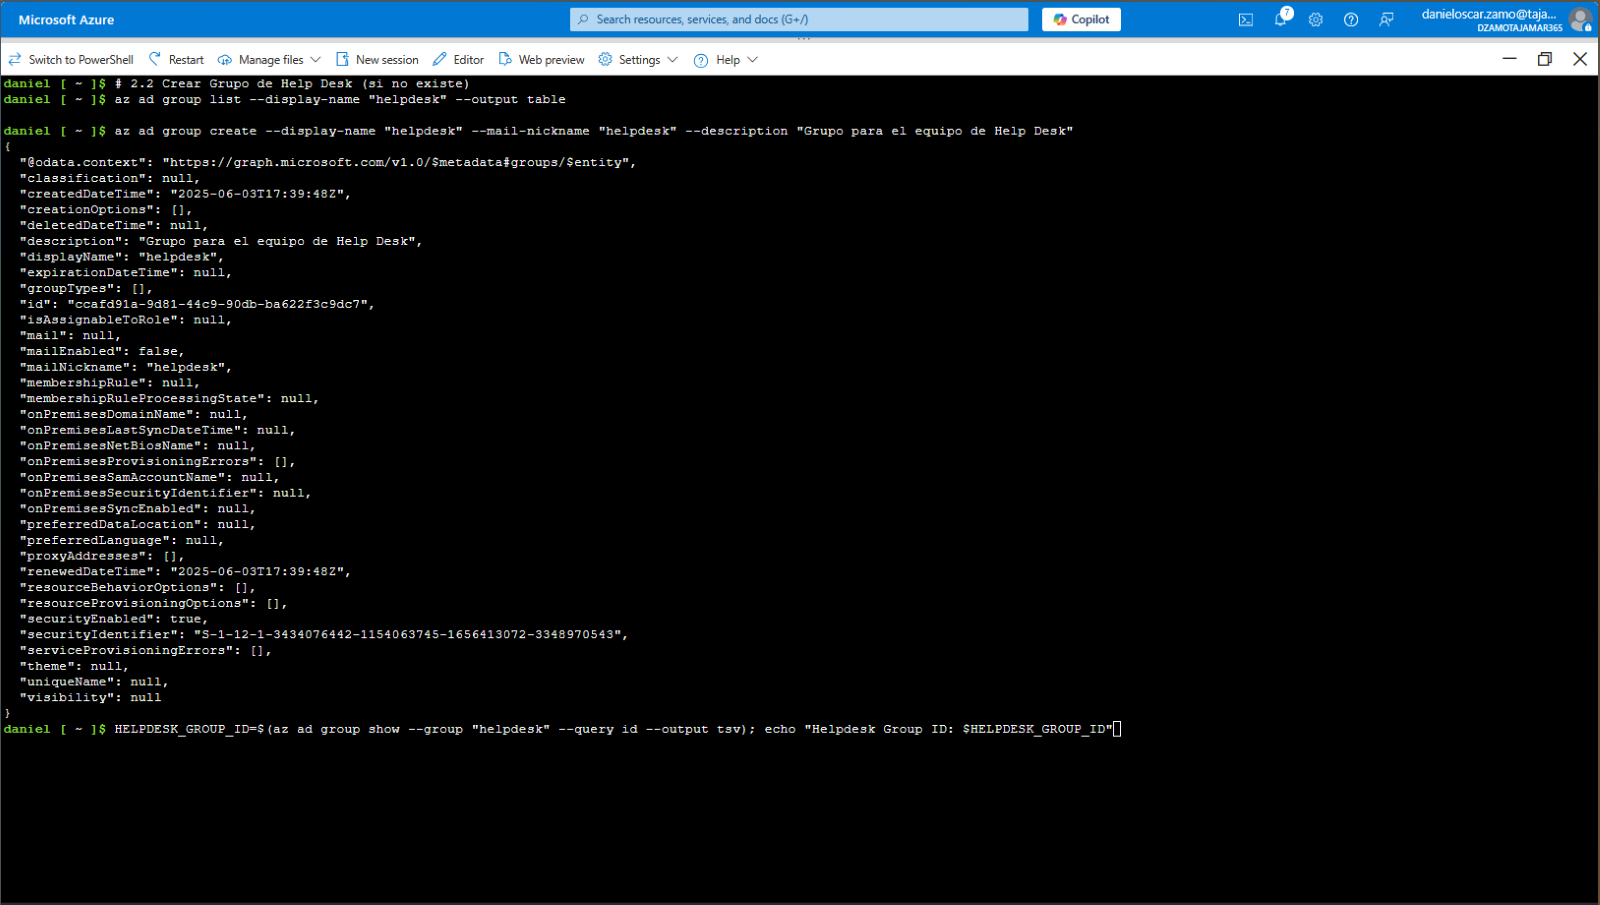 Microsoft Azure
Search resources, services, and docs (G+/)
Copilot
7
danieloscar.zamo@taja...
DZAMOTAJAMAR365
Switch to PowerShell Restart Manage files New session Editor Web preview Settings Help
daniel [ ~ ]$ # 2.2 Crear Grupo de Help Desk (si no existe)
daniel [ ~ ]$ az ad group list --display-name "helpdesk" --output table
daniel [ ~ ]$ az ad group create --display-name "helpdesk" --mail-nickname "helpdesk" --description "Grupo para el equipo de Help Desk"
{
  "@odata.context": "https://graph.microsoft.com/v1.0/$metadata#groups/$entity",
  "classification": null,
  "createdDateTime": "2025-06-03T17:39:48Z",
  "creationOptions": [],
  "deletedDateTime": null,
  "description": "Grupo para el equipo de Help Desk",
  "displayName": "helpdesk",
  "expirationDateTime": null,
  "groupTypes": [],
  "id": "ccafd91a-9d81-44c9-90db-ba622f3c9dc7",
  "isAssignableToRole": null,
  "mail": null,
  "mailEnabled": false,
  "mailNickname": "helpdesk",
  "membershipRule": null,
  "membershipRuleProcessingState": null,
  "onPremisesDomainName": null,
  "onPremisesLastSyncDateTime": null,
  "onPremisesNetBiosName": null,
  "onPremisesProvisioningErrors": [],
  "onPremisesSamAccountName": null,
  "onPremisesSecurityIdentifier": null,
  "onPremisesSyncEnabled": null,
  "preferredDataLocation": null,
  "preferredLanguage": null,
  "proxyAddresses": [],
  "renewedDateTime": "2025-06-03T17:39:48Z",
  "resourceBehaviorOptions": [],
  "resourceProvisioningOptions": [],
  "securityEnabled": true,
  "securityIdentifier": "S-1-12-1-3434076442-1154063745-1656413072-3348970543",
  "serviceProvisioningErrors": [],
  "theme": null,
  "uniqueName": null,
  "visibility": null
}
daniel [ ~ ]$ HELPDESK_GROUP_ID=$(az ad group show --group "helpdesk" --query id --output tsv); echo "Helpdesk Group ID: $HELPDESK_GROUP_ID"